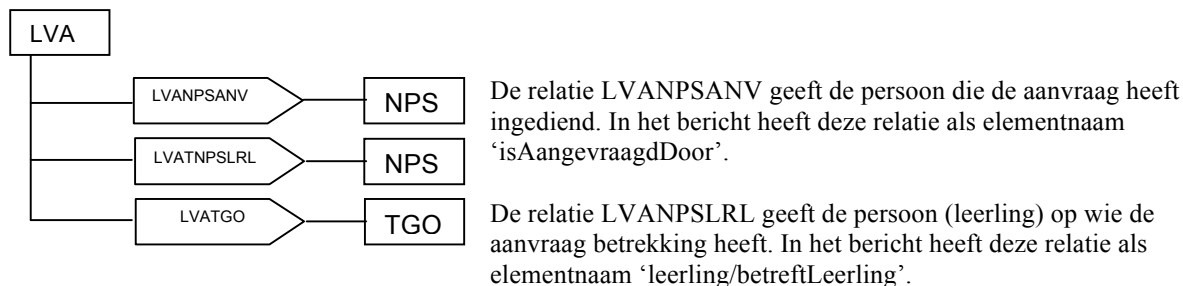 LVA
LVANPSANV
NPS
LVATNPSLRL
NPS
LVATGO
TGO
De relatie LVANPSANV geeft de persoon die de aanvraag heeft
ingediend. In het bericht heeft deze relatie als elementnaam
‘isAangevraagdDoor’.
De relatie LVANPSLRL geeft de persoon (leerling) op wie de
aanvraag betrekking heeft. In het bericht heeft deze relatie als
elementnaam ‘leerling/betreftLeerling’.